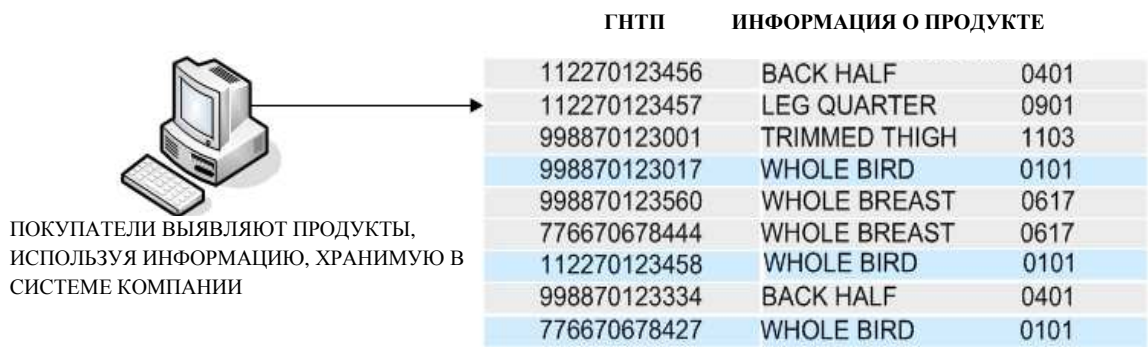 ГНТП ИНФОРМАЦИЯ О ПРОДУКТЕ
112270123456 BACK HALF 0401
112270123457 LEG QUARTER 0901
998870123001 TRIMMED THIGH 1103
998870123017 WHOLE BIRD 0101
998870123560 WHOLE BREAST 0617
776670678444 WHOLE BREAST 0617
112270123458 WHOLE BIRD 0101
998870123334 BACK HALF 0401
776670678427 WHOLE BIRD 0101
ПОКУПАТЕЛИ ВЫЯВЛЯЮТ ПРОДУКТЫ,
ИСПОЛЬЗУЯ ИНФОРМАЦИЮ, ХРАНИМУЮ В
СИСТЕМЕ КОМПАНИИ